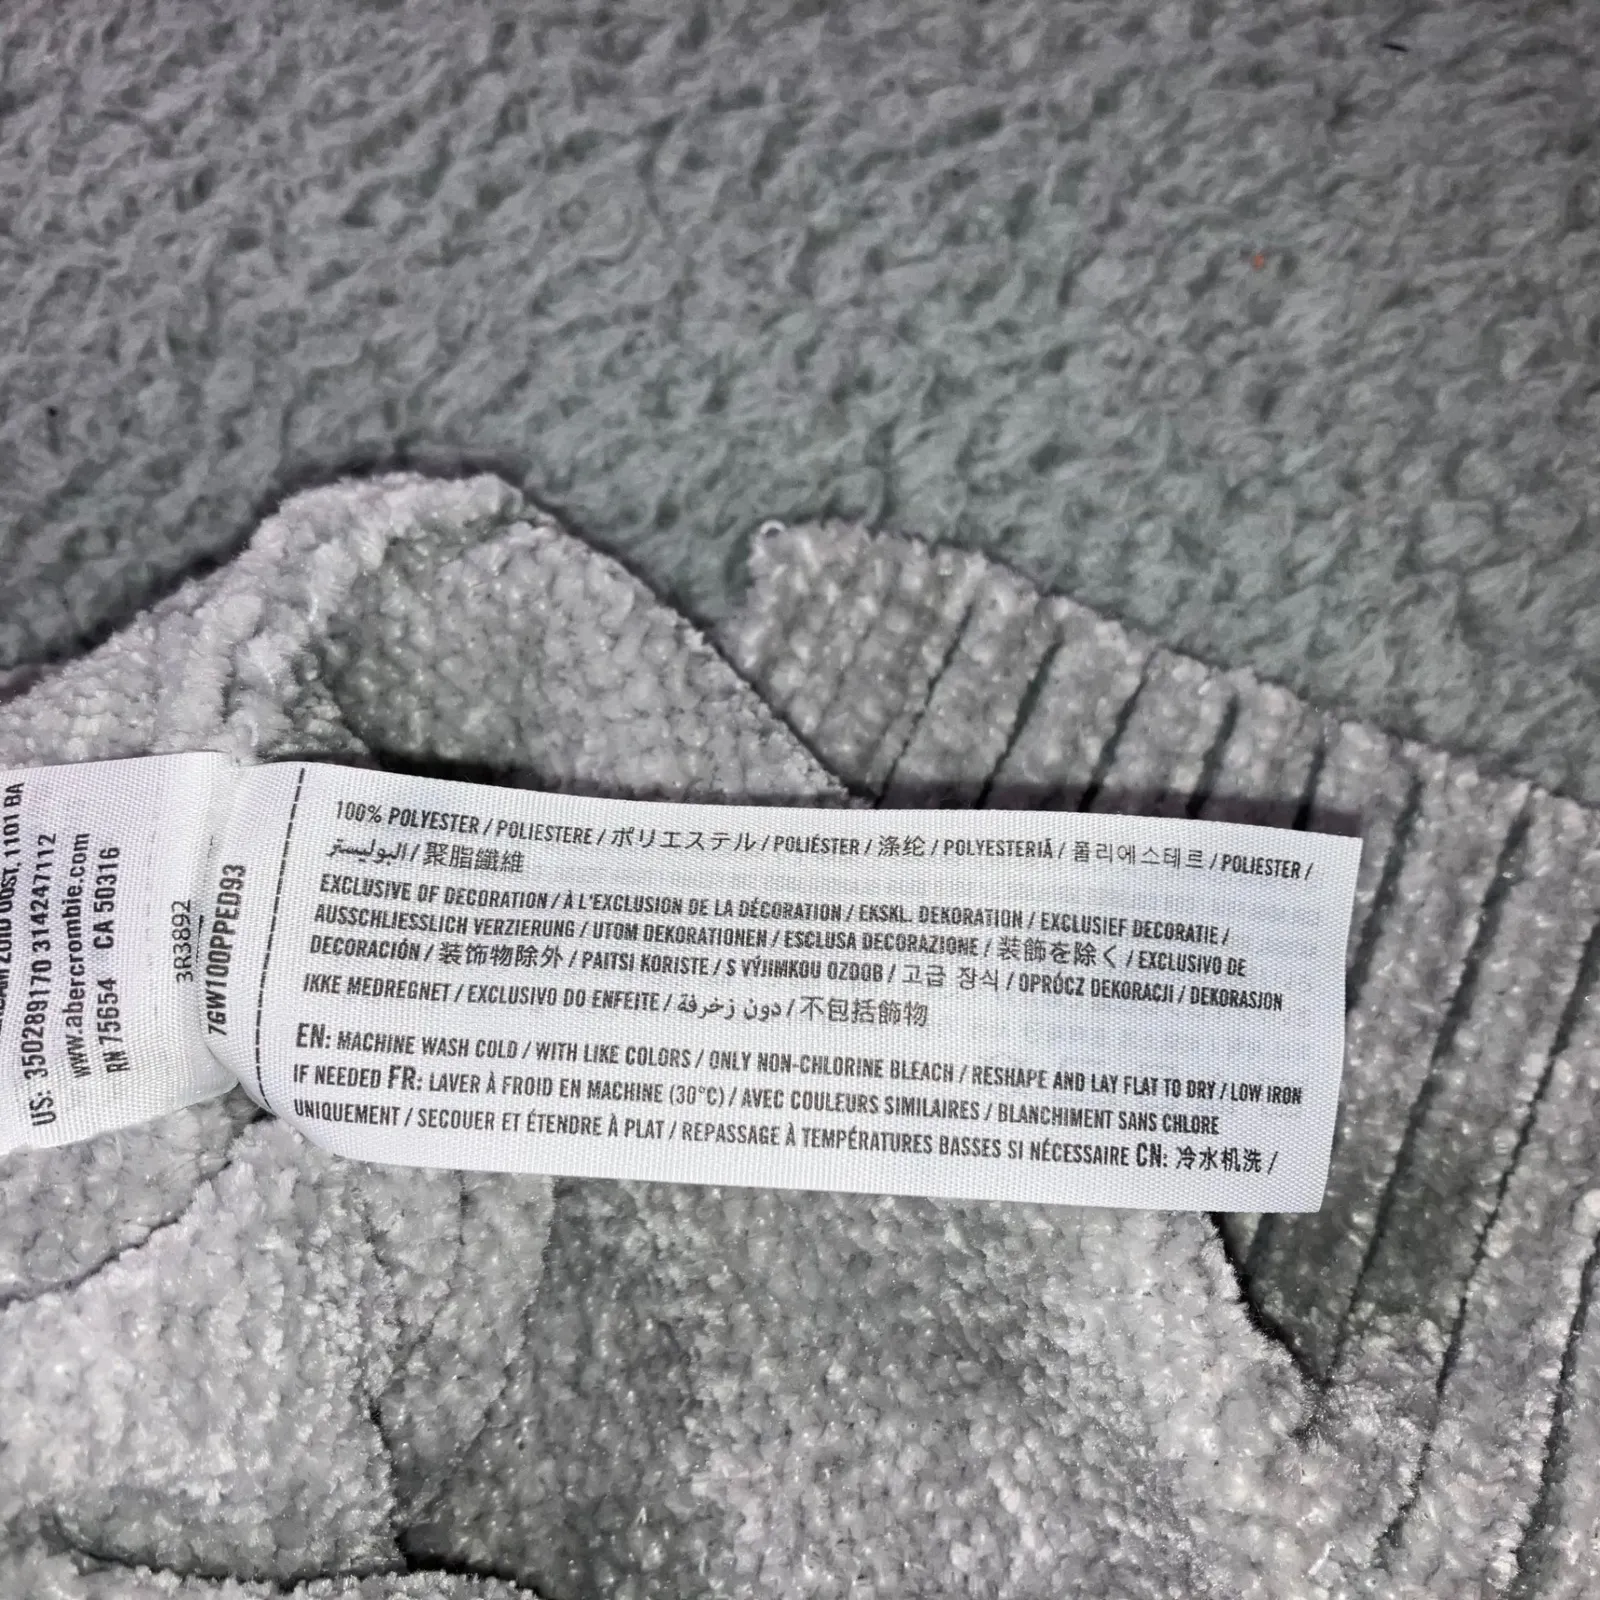 100% POLYESTER / POLIESTERE / ポリエステル / POLIÉSTER / 涤纶 / POLYESTERIÄ / 폴리에스테르 / POLIESTER /
البوليستر / 聚脂纖維
EXCLUSIVE OF DECORATION / À L'EXCLUSION DE LA DÉCORATION / EKSKL. DEKORATION / EXCLUSIEF DECORATIE /
AUSSCHLIESSLICH VERZIERUNG / UTOM DEKORATIONEN / ESCLUSA DECORAZIONE / 装飾を除く / EXCLUSIVO DE
DECORACIÓN / 装饰物除外 / PAITSI KORISTE / S VÝJIMKOU OZDOB / 고급 장식 / OPRÓCZ DEKORACJI / DEKORASJON
IKKE MEDREGNET / EXCLUSIVO DO ENFEITE / دون زخرفة / 不包括飾物
EN: MACHINE WASH COLD / WITH LIKE COLORS / ONLY NON-CHLORINE BLEACH / RESHAPE AND LAY FLAT TO DRY / LOW IRON
IF NEEDED FR: LAVER À FROID EN MACHINE (30°C) / AVEC COULEURS SIMILAIRES / BLANCHIMENT SANS CHLORE
UNIQUEMENT / SECOUER ET ÉTENDRE À PLAT / REPASSAGE À TEMPÉRATURES BASSES SI NÉCESSAIRE CN: 冷水机洗 /
OOST, 1101 BA
US: 350289170 3142247112
www.abercrombie.com
RN 75654 CA 50316
3R3892
7GW100PPED93